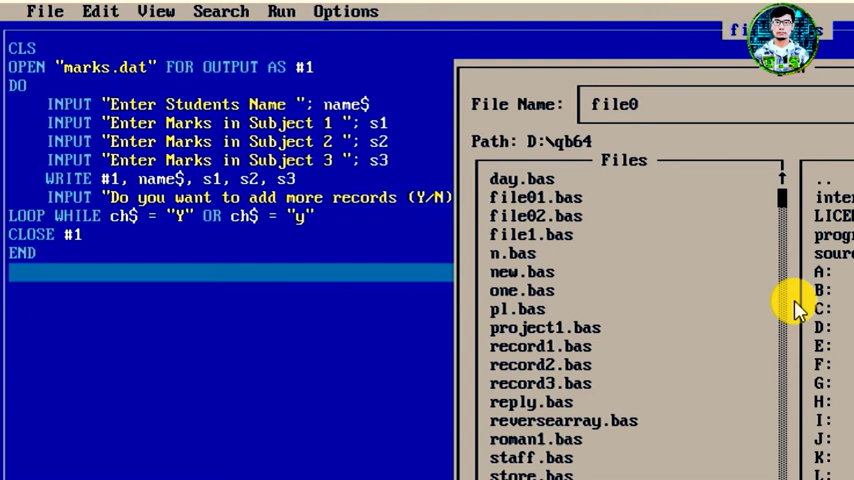 File Edit View Search Run Options
CLS
OPEN "marks.dat" FOR OUTPUT AS #1
DO
INPUT "Enter Students Name "; name$
INPUT "Enter Marks in Subject 1 "; s1
INPUT "Enter Marks in Subject 2 "; s2
INPUT "Enter Marks in Subject 3 "; s3
WRITE #1, name$, s1, s2, s3
INPUT "Do you want to add more records (Y/N)
LOOP WHILE ch$ = "Y" OR ch$ = "y"
CLOSE #1
END
File Name: file0
Path: D:\qb64
Files
day.bas
file01.bas
file02.bas
file1.bas
n.bas
new.bas
one.bas
pl.bas
project1.bas
record1.bas
record2.bas
record3.bas
reply.bas
reversearray.bas
roman1.bas
staff.bas
store.bas
..
inter
LICE
progr
sourc
A:
B:
C:
D:
E:
F:
G:
H:
I:
J:
K:
L: